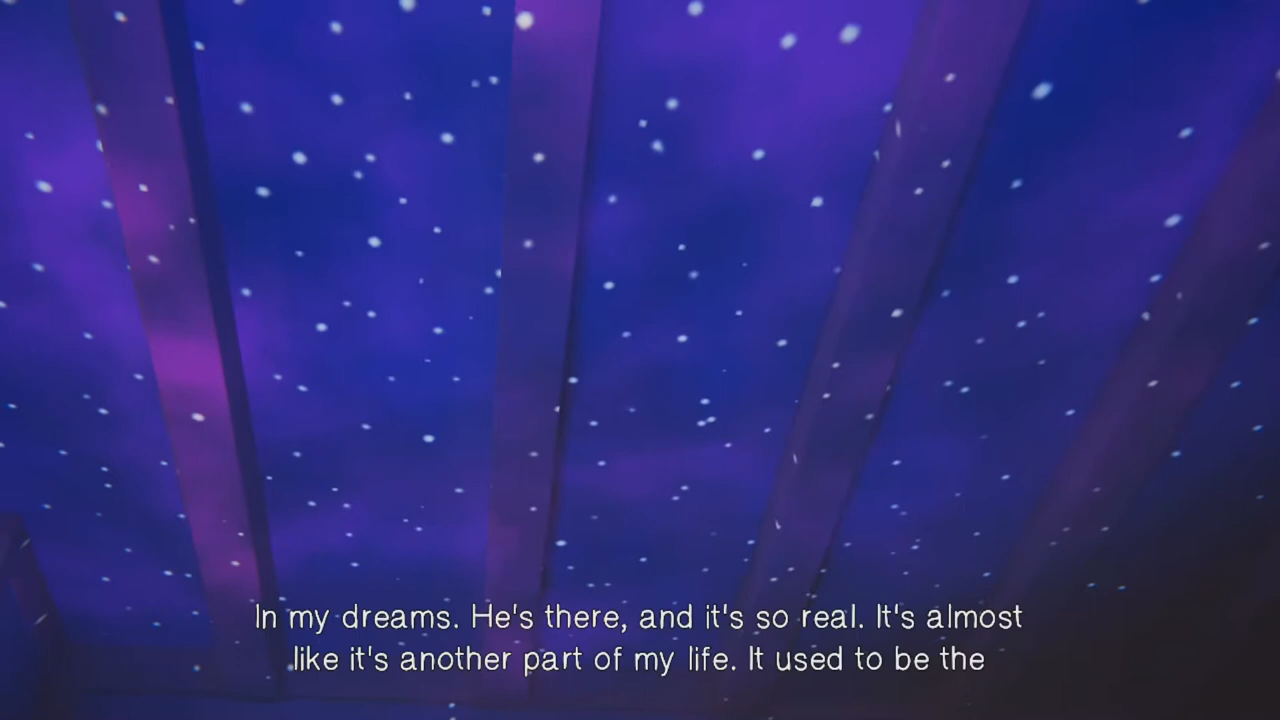 In my dreams. He's there, and it's so real. It's almost
like it's another part of my life. It used to be the